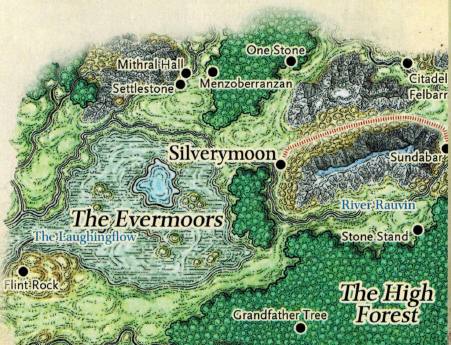 One Stone
Mithral Hall
Settlestone
Menzoberranzan
Citadel
Felbarr
Silverymoon
Sundabar
River Rauvin
The Evermoors
The Laughingflow
Stone Stand
Flint Rock
The High
Forest
Grandfather Tree